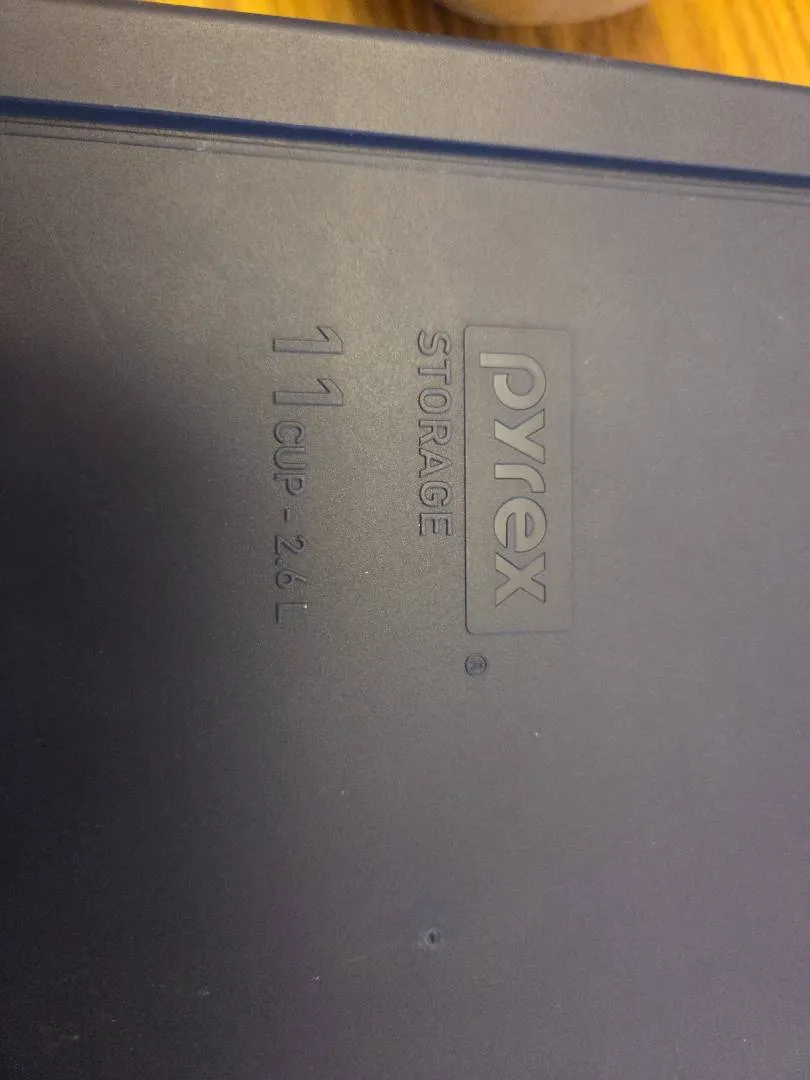 pyrex
®
STORAGE
11 CUP - 2.6 L